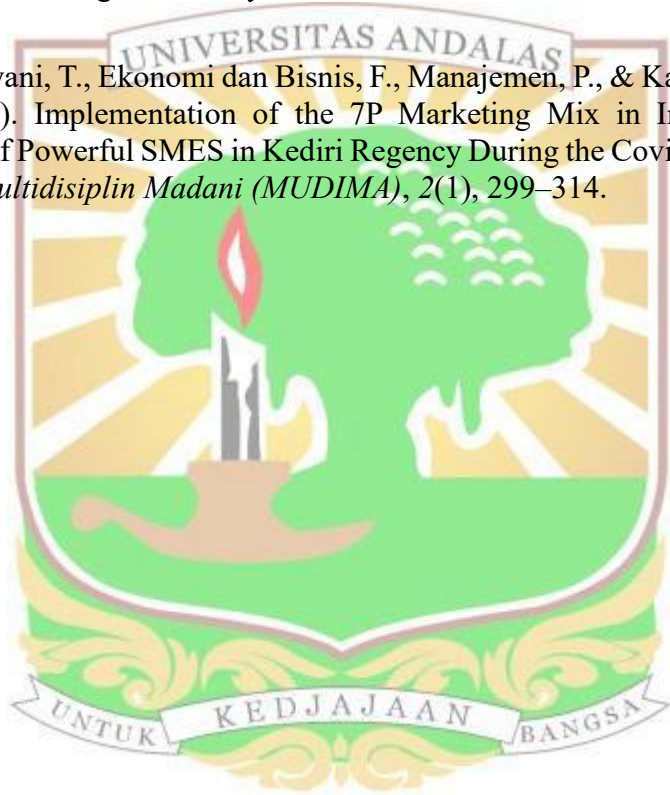 UNIVERSITAS ANDALAS
vani, T., Ekonomi dan Bisnis, F., Manajemen, P., & Ka
). Implementation of the 7P Marketing Mix in I
f Powerful SMES in Kediri Regency During the Covi
ultidisiplin Madani (MUDIMA), 2(1), 299–314.
UNTUK KEDJAJAAN BANGSA